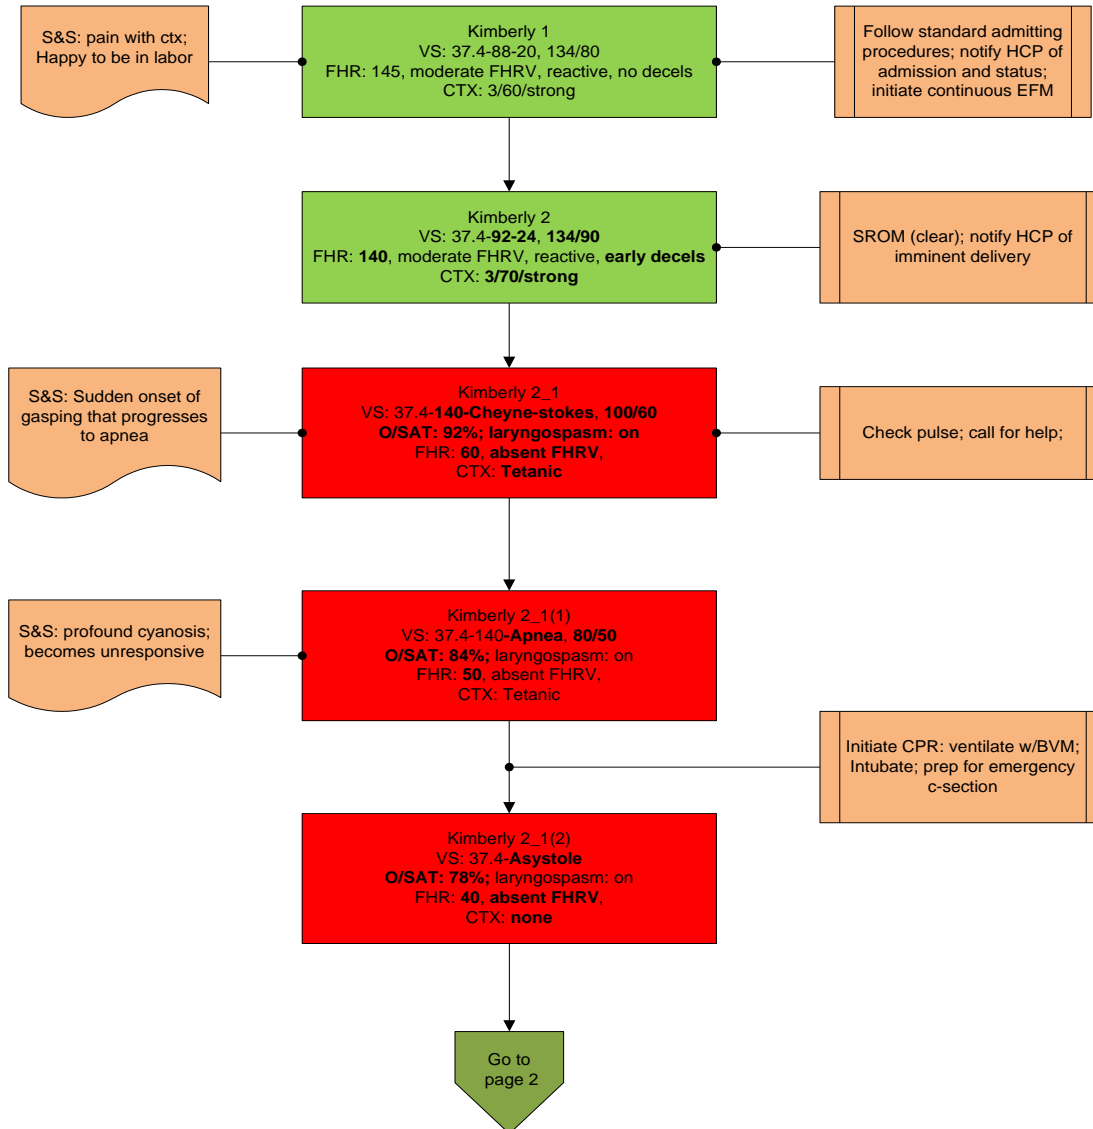 S&S: pain with ctx;
Happy to be in labor
Kimberly 1
VS: 37.4-88-20, 134/80
FHR: 145, moderate FHRV, reactive, no decels
CTX: 3/60/strong
Follow standard admitting
procedures; notify HCP of
admission and status;
initiate continuous EFM
Kimberly 2
VS: 37.4-92-24, 134/90
FHR: 140, moderate FHRV, reactive, early decels
CTX: 3/70/strong
SROM (clear); notify HCP of
imminent delivery
S&S: Sudden onset of
gasping that progresses
to apnea
Kimberly 2_1
VS: 37.4-140-Cheyne-stokes, 100/60
O/SAT: 92%; laryngospasm: on
FHR: 60, absent FHRV,
CTX: Tetanic
Check pulse; call for help;
S&S: profound cyanosis;
becomes unresponsive
Kimberly 2_1(1)
VS: 37.4-140-Apnea, 80/50
O/SAT: 84%; laryngospasm: on
FHR: 50, absent FHRV,
CTX: Tetanic
Initiate CPR: ventilate w/BVM;
Intubate; prep for emergency
c-section
Kimberly 2_1(2)
VS: 37.4-Asystole
O/SAT: 78%; laryngospasm: on
FHR: 40, absent FHRV,
CTX: none
Go to
page 2